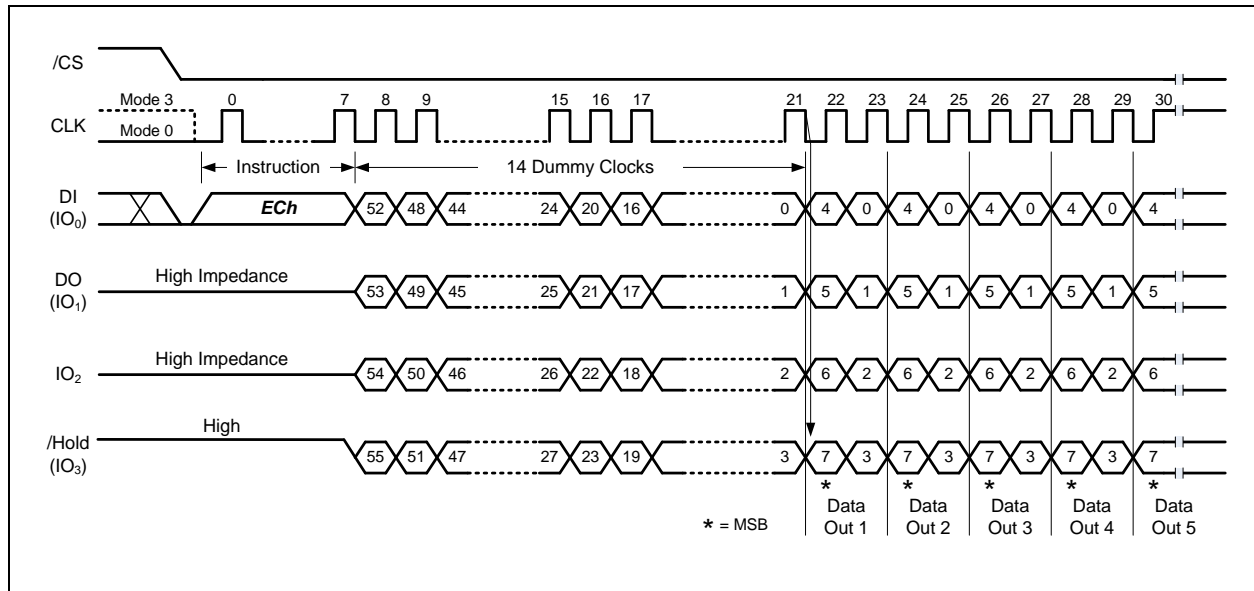 /CS
Mode 3 0 7 8 9 15 16 17 21 22 23 24 25 26 27 28 29 30
CLK
Mode 0
Instruction 14 Dummy Clocks
DI
(IO0)
ECh 52 48 44 24 20 16 0 4 0 4 0 4 0 4 0 4
DO
(IO1)
High Impedance 53 49 45 25 21 17 1 5 1 5 1 5 1 5 1 5
IO2
High Impedance 54 50 46 26 22 18 2 6 2 6 2 6 2 6 2 6
/Hold
(IO3)
High 55 51 47 27 23 19 3 7 3 7 3 7 3 7 3 7
* * * * *
* = MSB
Data Out 1
Data Out 2
Data Out 3
Data Out 4
Data Out 5